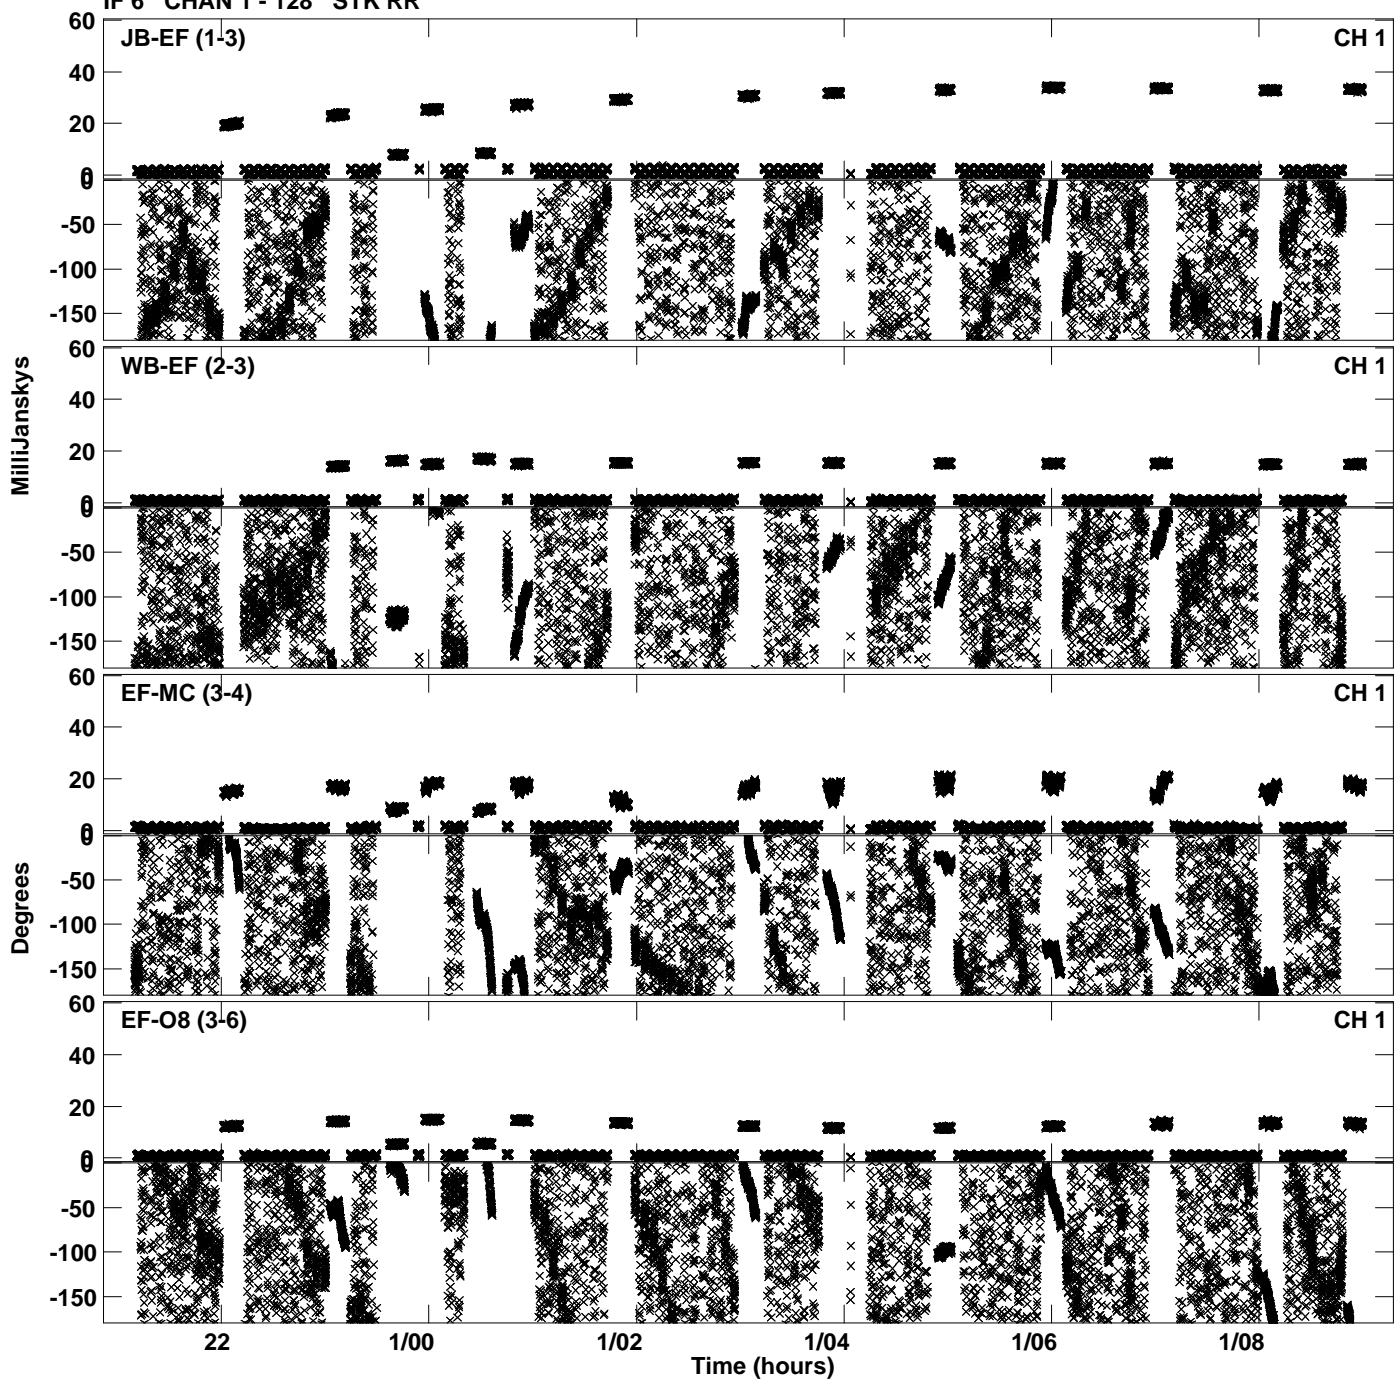 IF 6 CHAN 1 - 128 STK RR
JB-EF (1-3)
CH 1
60
40
20
0
0
-50
-100
-150
WB-EF (2-3)
CH 1
60
40
20
0
0
-50
-100
-150
MilliJanskys
EF-MC (3-4)
CH 1
60
40
20
0
0
-50
-100
-150
Degrees
EF-O8 (3-6)
CH 1
60
40
20
0
0
-50
-100
-150
22 1/00 1/02 1/04 1/06 1/08
Time (hours)